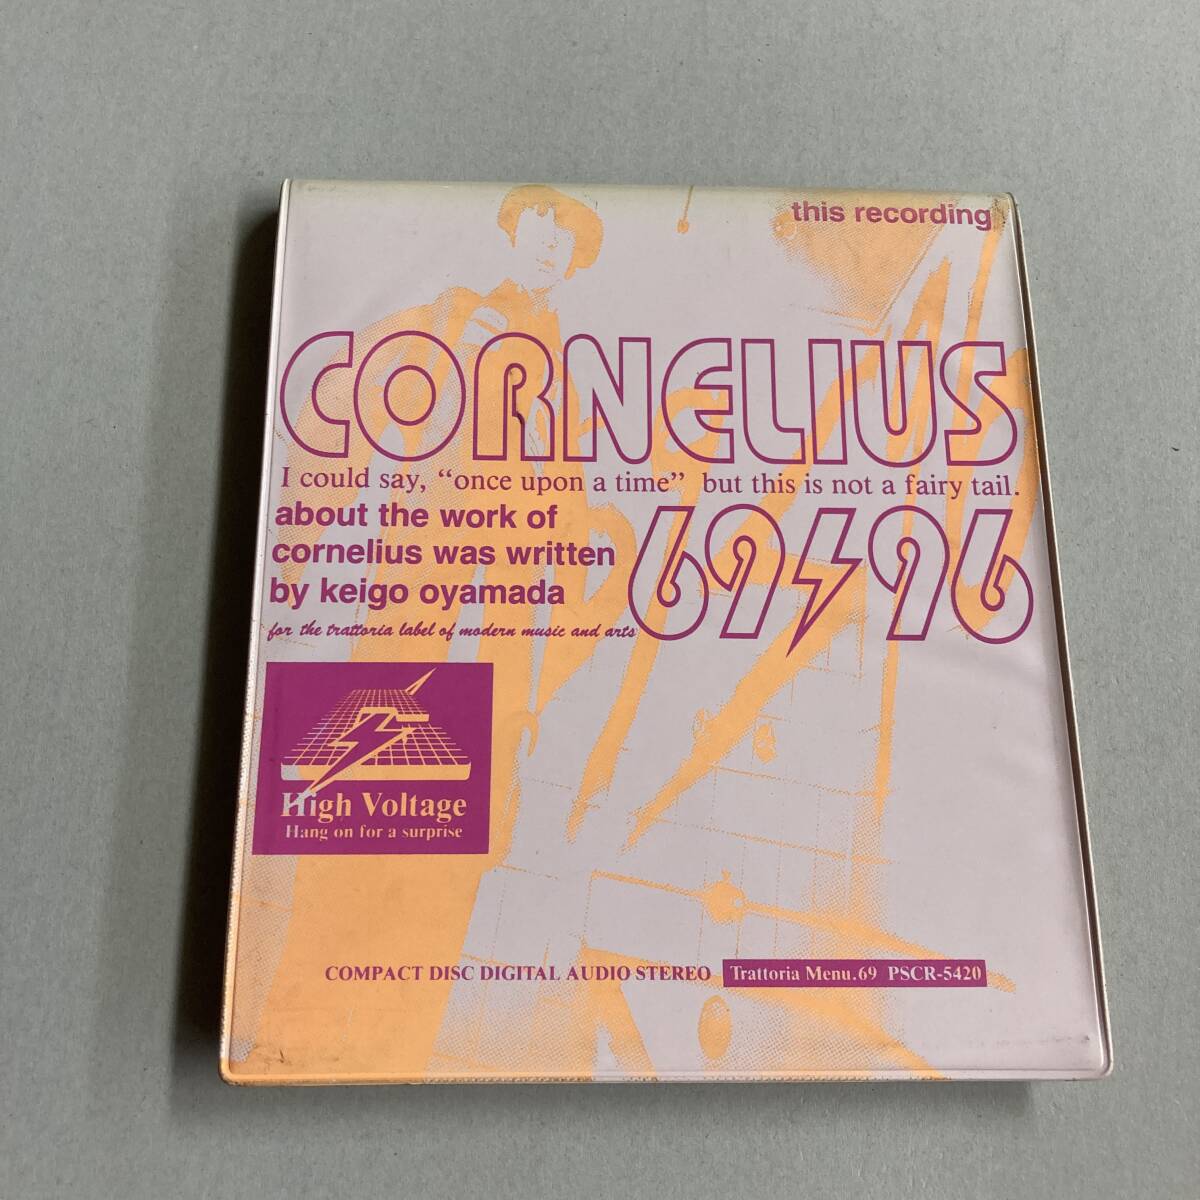 this recording
CORNELIUS
I could say, “once upon a time” but this is not a fairy tail.
about the work of
cornelius was written
by keigo oyamada
69 96
for the trattoria label of modern music and arts
High Voltage
Hang on for a surprise
COMPACT DISC DIGITAL AUDIO STEREO Trattoria Menu.69 PSCR-5420